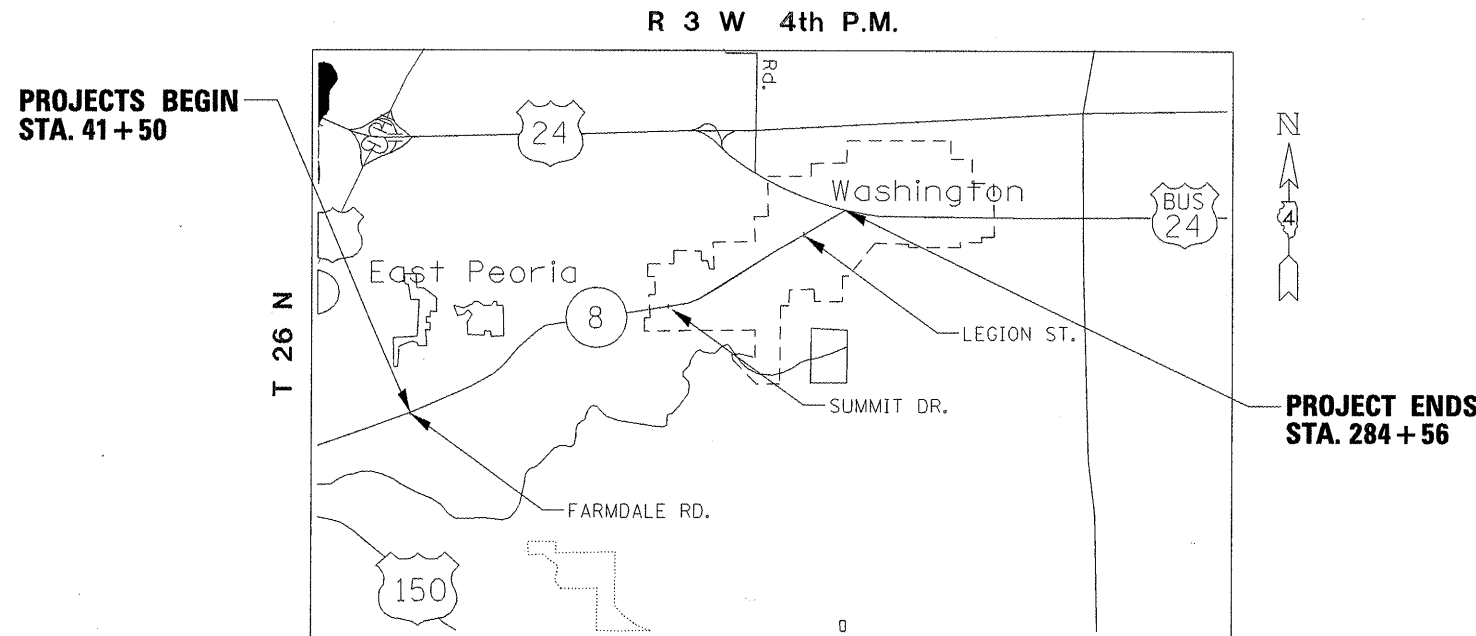 R 3 W 4th P.M.
PROJECTS BEGIN
STA. 41+50
Rd.
24
N
Washington
BUS
24
4
East Peoria
T 26 N
8
LEGION ST.
SUMMIT DR.
PROJECT ENDS
STA. 284+56
FARMDALE RD.
150